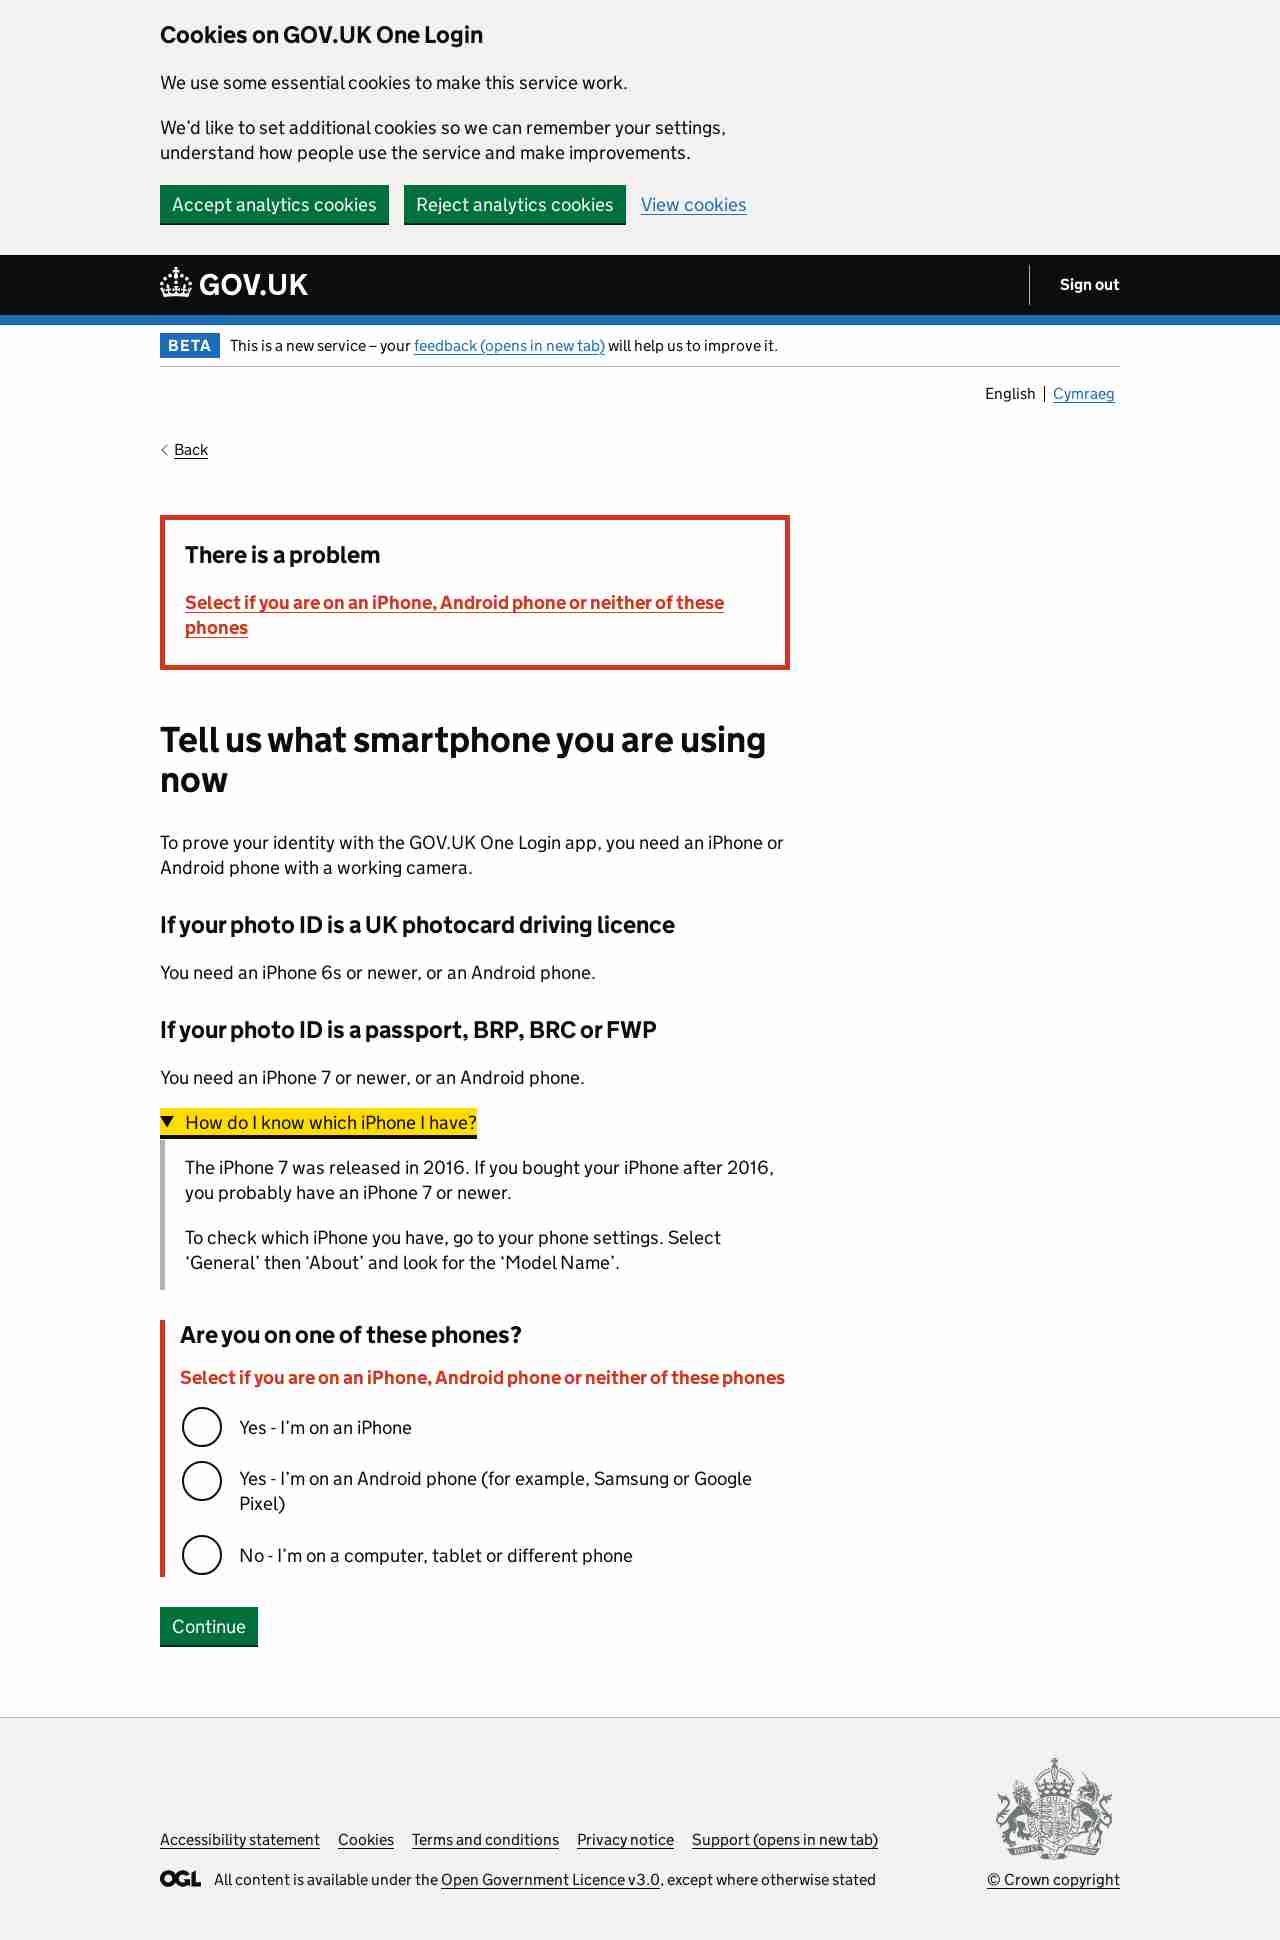 Cookies on GOV.UK One Login
We use some essential cookies to make this service work.
We’d like to set additional cookies so we can remember your settings,
understand how people use the service and make improvements.
Accept analytics cookies Reject analytics cookies View cookies
GOV.UK Sign out
BETA This is a new service – your feedback (opens in new tab) will help us to improve it.
English Cymraeg
Back
There is a problem
Select if you are on an iPhone, Android phone or neither of these
phones
Tell us what smartphone you are using
now
To prove your identity with the GOV.UK One Login app, you need an iPhone or
Android phone with a working camera.
If your photo ID is a UK photocard driving licence
You need an iPhone 6s or newer, or an Android phone.
If your photo ID is a passport, BRP, BRC or FWP
You need an iPhone 7 or newer, or an Android phone.
How do I know which iPhone I have?
The iPhone 7 was released in 2016. If you bought your iPhone after 2016,
you probably have an iPhone 7 or newer.
To check which iPhone you have, go to your phone settings. Select
‘General’ then ‘About’ and look for the ‘Model Name’.
Are you on one of these phones?
Select if you are on an iPhone, Android phone or neither of these phones
Yes - I’m on an iPhone
Yes - I’m on an Android phone (for example, Samsung or Google
Pixel)
No - I’m on a computer, tablet or different phone
Continue
Accessibility statement Cookies Terms and conditions Privacy notice Support (opens in new tab)
OGL All content is available under the Open Government Licence v3.0, except where otherwise stated
© Crown copyright